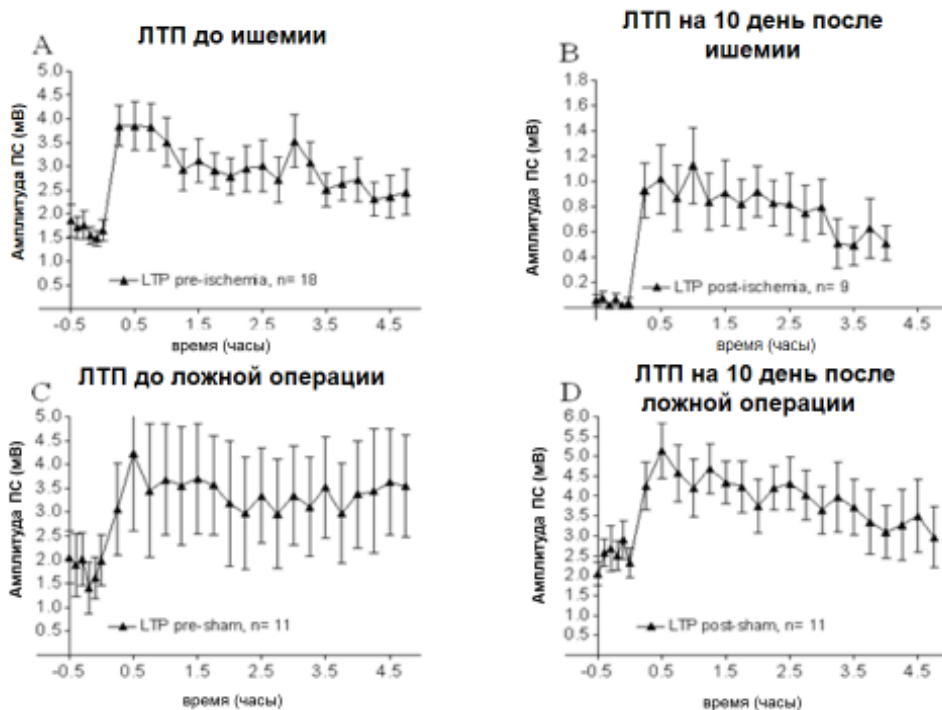 A
ЛТП до ишемии
Амплитуда ПС (мВ)
5.0
4.5
4.0
3.5
3.0
2.5
2.0
1.5
1.0
0.5
LTP pre-ischemia, n= 18
-0.5 0.5 1.5 2.5 3.5 4.5
время (часы)
B
ЛТП на 10 день после
ишемии
Амплитуда ПС (мВ)
1.8
1.6
1.4
1.2
1.0
0.8
0.6
0.4
0.2
LTP post-ischemia, n= 9
0.5 1.5 2.5 3.5 4.5
время (часы)
C
ЛТП до ложной операции
Амплитуда ПС (мВ)
5.0
4.5
4.0
3.5
3.0
2.5
2.0
1.5
1.0
0.5
LTP pre-sham, n= 11
-0.5 0.5 1.5 2.5 3.5 4.5
время (часы)
D
ЛТП на 10 день после
ложной операции
Амплитуда ПС (мВ)
6.0
5.5
5.0
4.5
4.0
3.5
3.0
2.5
2.0
1.5
1.0
0.5
LTP post-sham, n= 11
-0.5 0.5 1.5 2.5 3.5 4.5
время (часы)